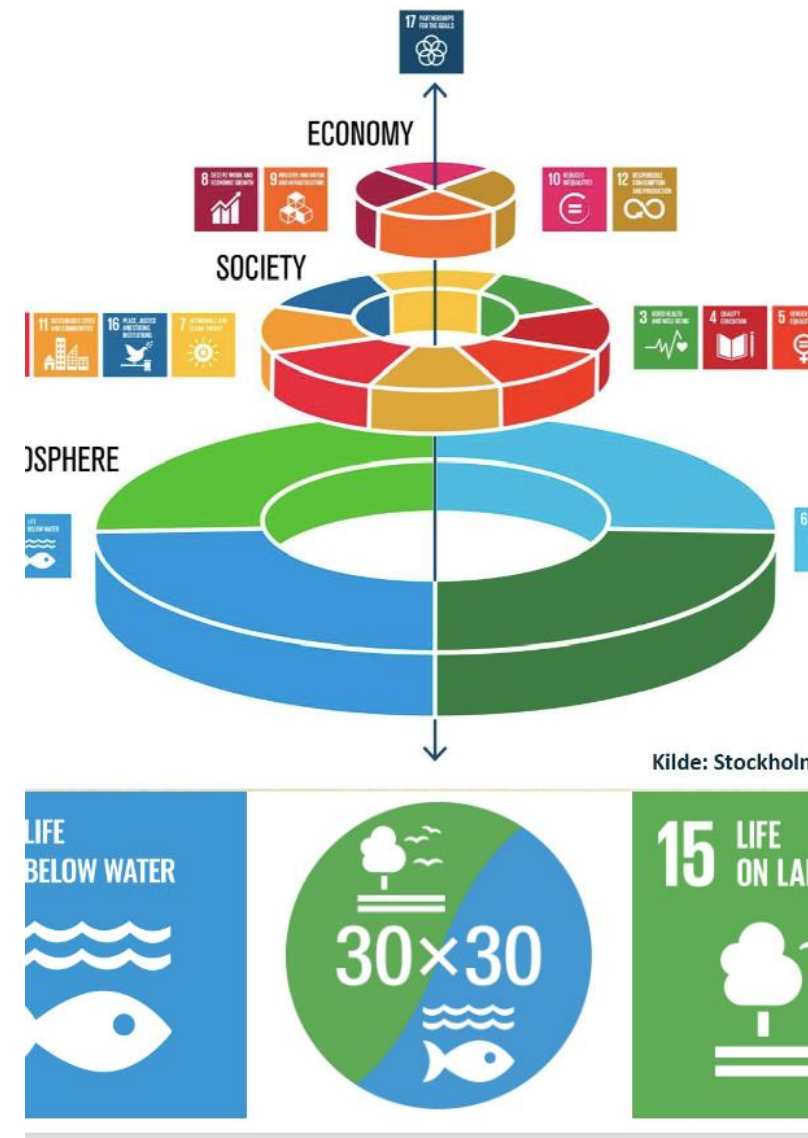 17 PARTNERSHIPS
FOR THE GOALS
ECONOMY
8 DECENT WORK AND
ECONOMIC GROWTH
9 INDUSTRY, INNOVATION
AND INFRASTRUCTURE
10 REDUCED
INEQUALITIES
12 RESPONSIBLE
CONSUMPTION
AND PRODUCTION
SOCIETY
11 SUSTAINABLE CITIES
AND COMMUNITIES
16 PEACE, JUSTICE
AND STRONG
INSTITUTIONS
7 AFFORDABLE AND
CLEAN ENERGY
3 GOOD HEALTH
AND WELL-BEING
4 QUALITY
EDUCATION
5 GENDER
EQUALI
OSPHERE
LIFE
BELOW WATER
6
Kilde: Stockholm
LIFE
BELOW WATER
30×30
15 LIFE
ON LA